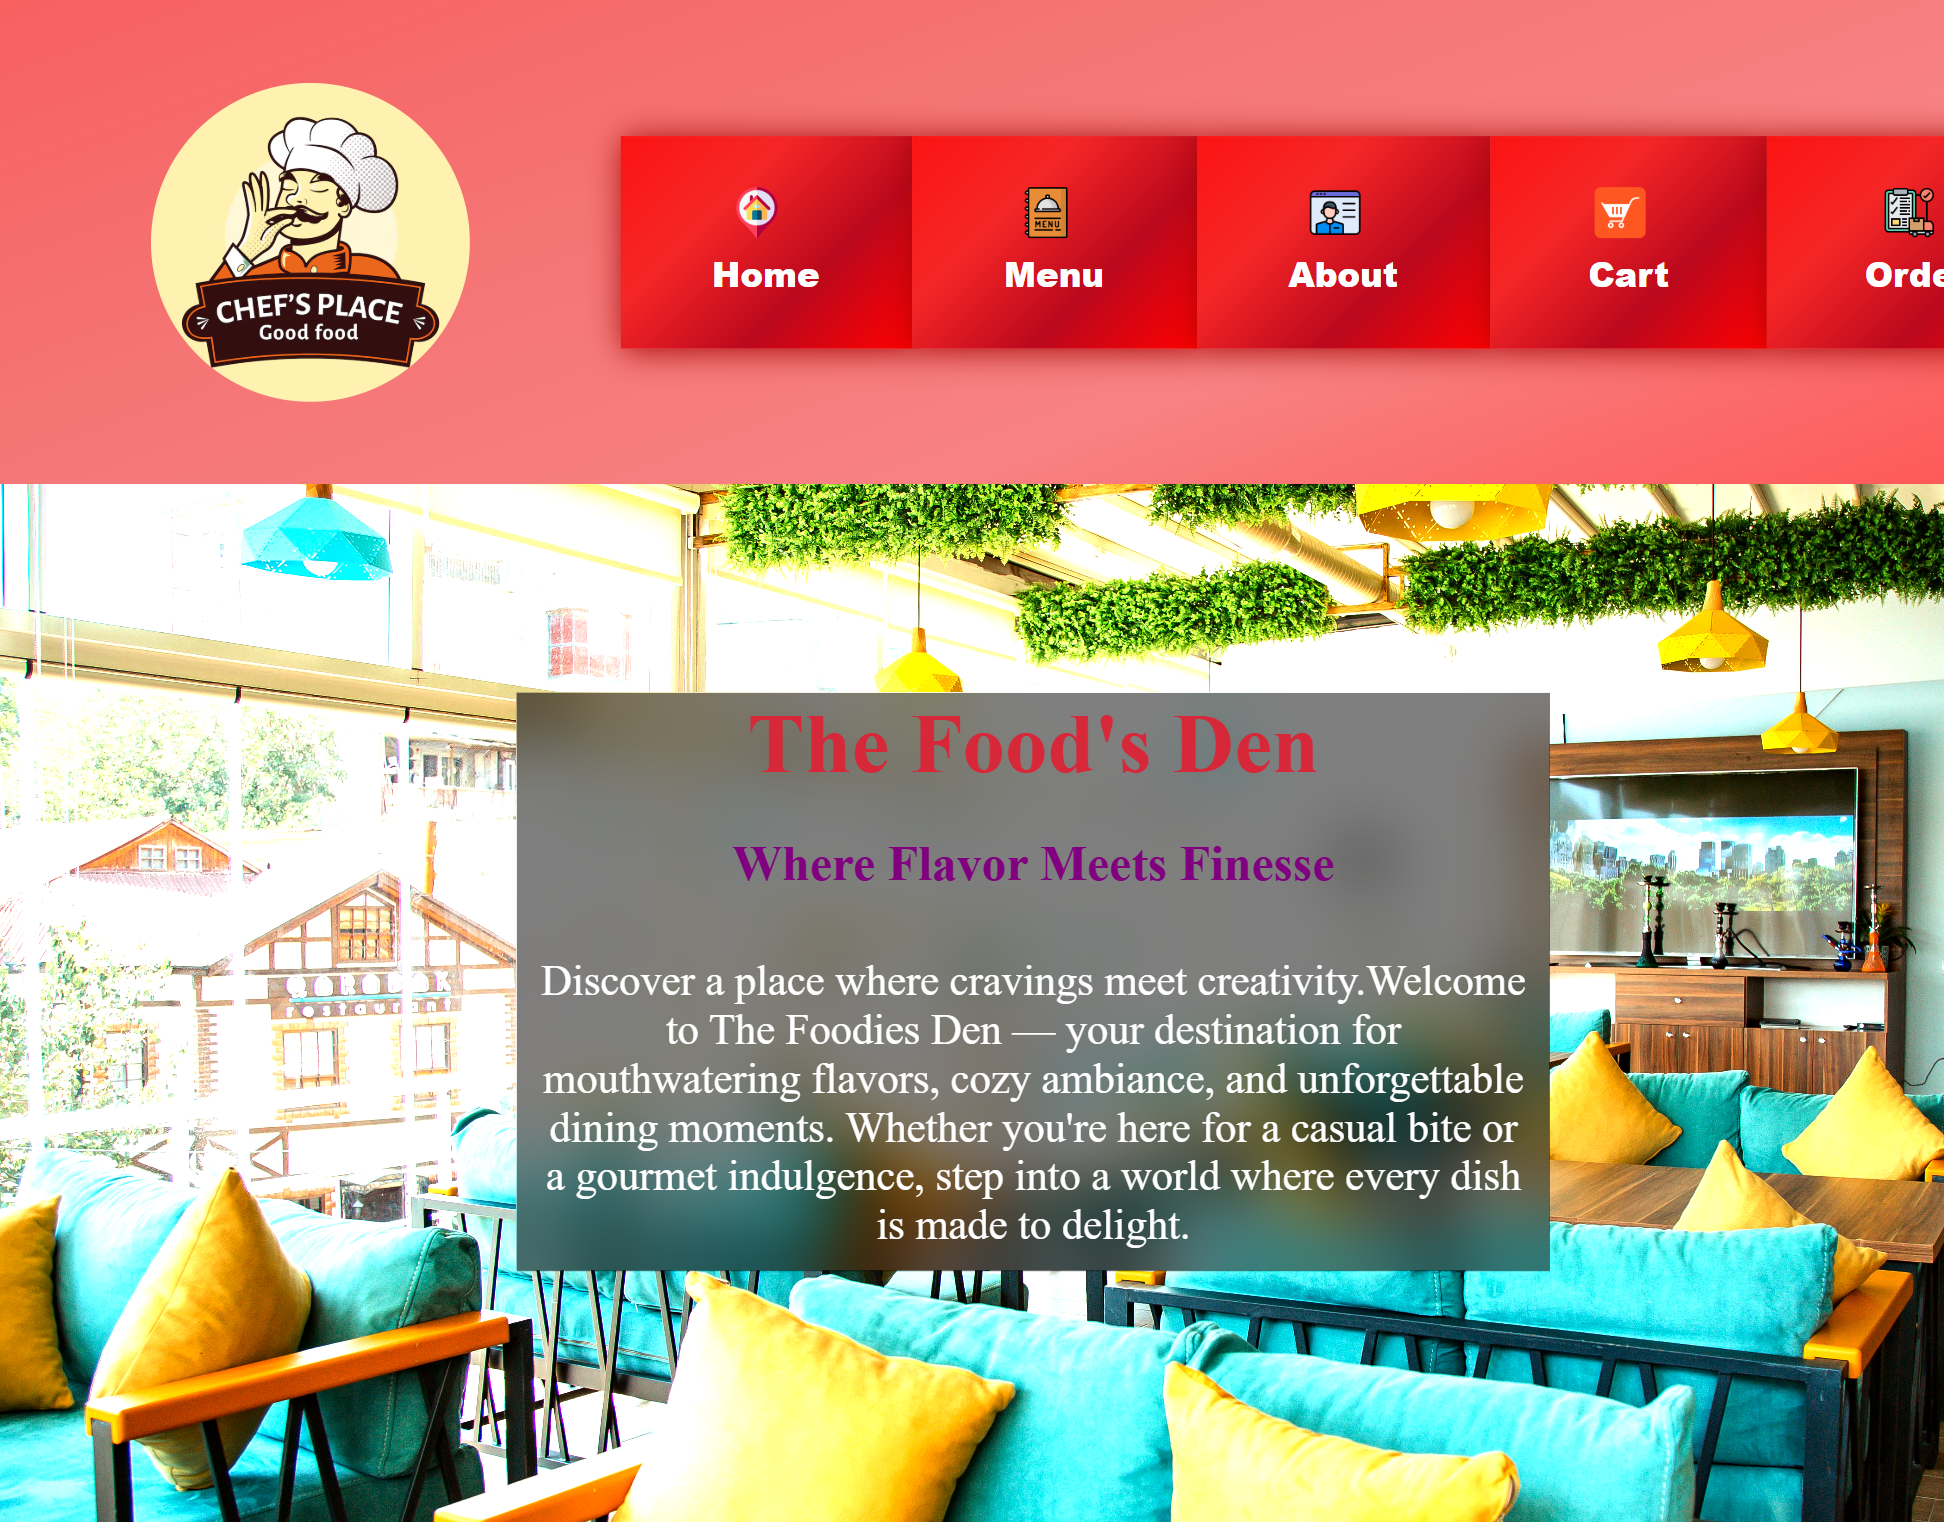 CHEF'S PLACE
Good food
Home
MENU
Menu
About
Cart
Orde
The Food's Den
Where Flavor Meets Finesse
Discover a place where cravings meet creativity.Welcome
to The Foodies Den — your destination for
mouthwatering flavors, cozy ambiance, and unforgettable
dining moments. Whether you're here for a casual bite or
a gourmet indulgence, step into a world where every dish
is made to delight.